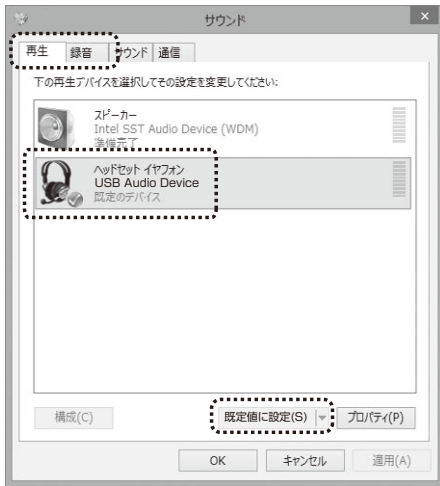 サウンド
再生 録音 サウンド 通信
下の再生デバイスを選択してその設定を変更してください:
スピーカー
Intel SST Audio Device (WDM)
準備完了
ヘッドセット イヤフォン
USB Audio Device
既定のデバイス
構成(C) 既定値に設定(S) プロパティ(P)
OK キャンセル 適用(A)